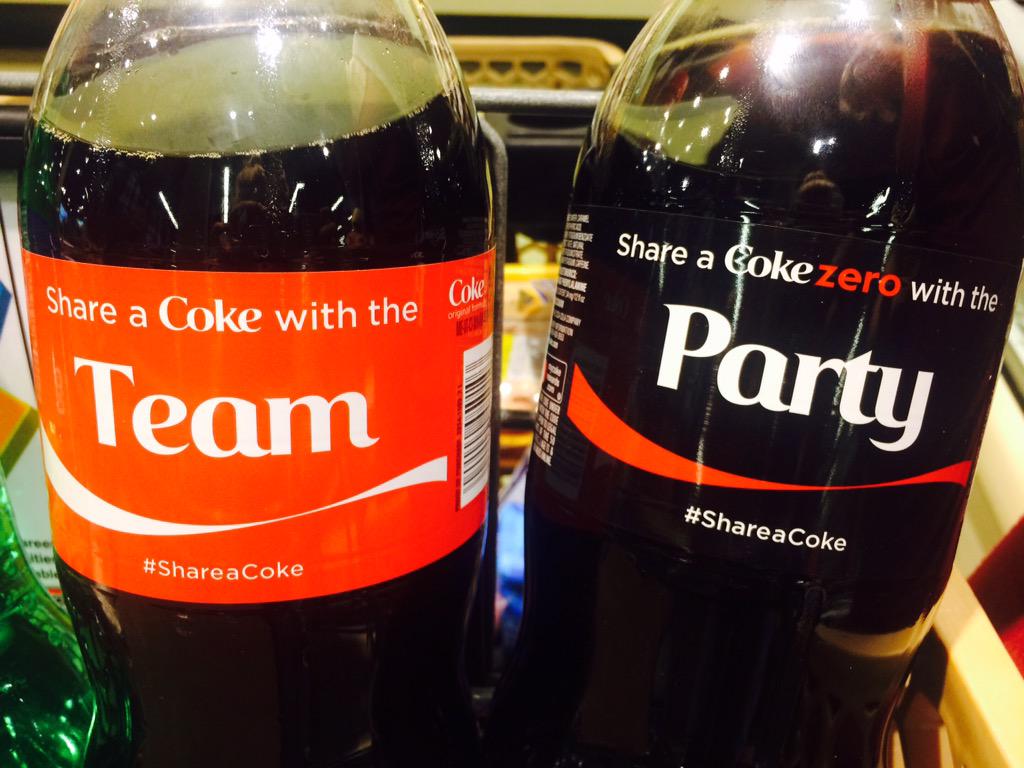 Share a Coke with the
Team
#ShareaCoke
Coke
Share a Coke zero with the
Party
#ShareaCoke